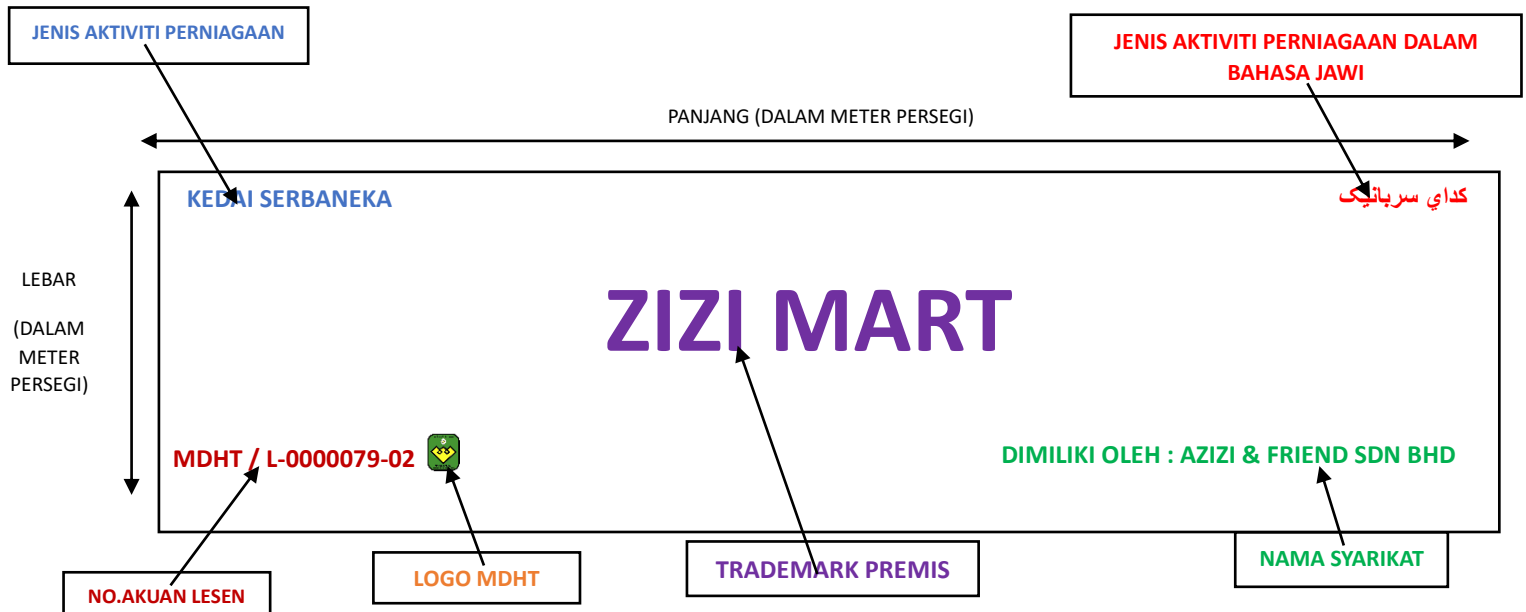 JENIS AKTIVITI PERNIAGAAN
JENIS AKTIVITI PERNIAGAAN DALAM
BAHASA JAWI
PANJANG (DALAM METER PERSEGI)
KEDAI SERBANEKA
كداي سربانيک
LEBAR
(DALAM
METER
PERSEGI)
ZIZI MART
MDHT / L-0000079-02
DIMILIKI OLEH : AZIZI & FRIEND SDN BHD
NO.AKUAN LESEN
LOGO MDHT
TRADEMARK PREMIS
NAMA SYARIKAT